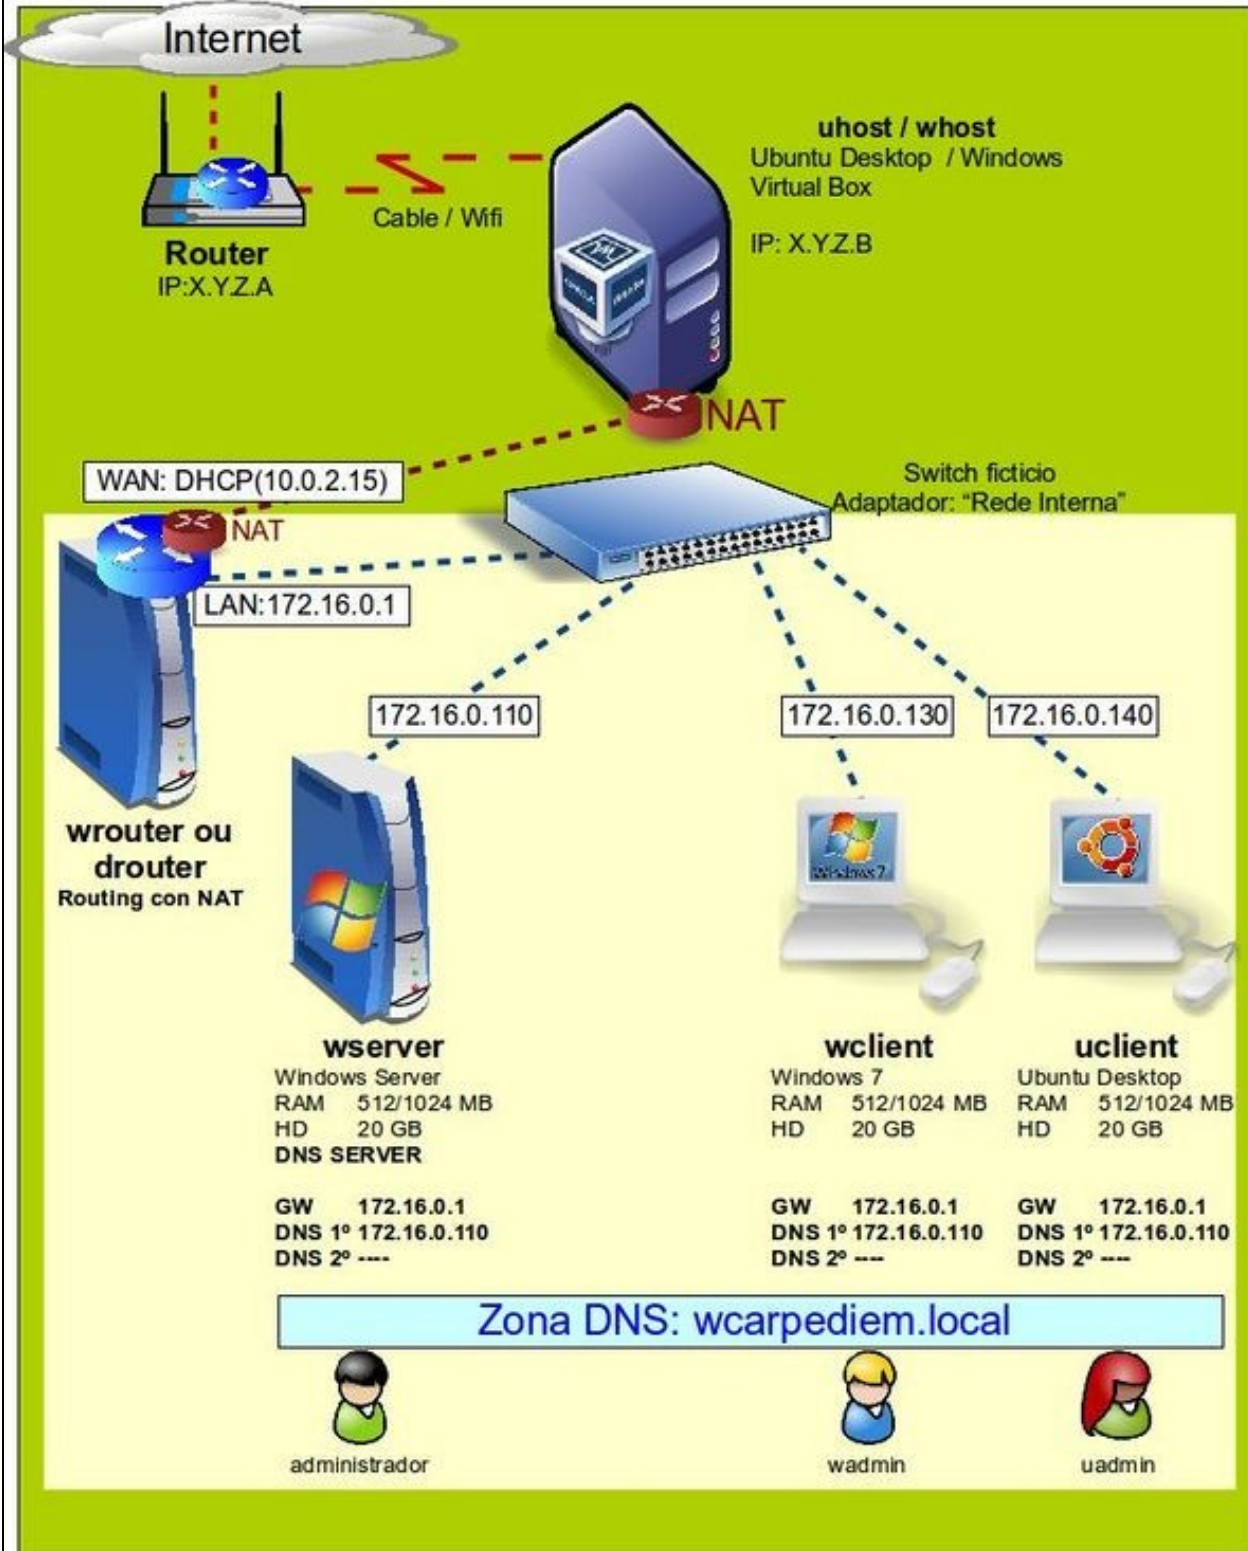 Internet
uhost / whost
Ubuntu Desktop / Windows
Virtual Box
IP: X.Y.Z.B
Cable / Wifi
Router
IP:X.Y.Z.A
NAT
WAN: DHCP(10.0.2.15)
Switch ficticio
Adaptador: "Rede Interna"
NAT
LAN:172.16.0.1
172.16.0.110
172.16.0.130
172.16.0.140
wrouter ou
drouter
Routing con NAT
Windows 7
wserver
Windows Server
RAM 512/1024 MB
HD 20 GB
DNS SERVER
GW 172.16.0.1
DNS 1º 172.16.0.110
DNS 2º ----
wclient
Windows 7
RAM 512/1024 MB
HD 20 GB
GW 172.16.0.1
DNS 1º 172.16.0.110
DNS 2º ----
uclient
Ubuntu Desktop
RAM 512/1024 MB
HD 20 GB
GW 172.16.0.1
DNS 1º 172.16.0.110
DNS 2º ----
Zona DNS: wcarpediem.local
administrador
wadmin
uadmin